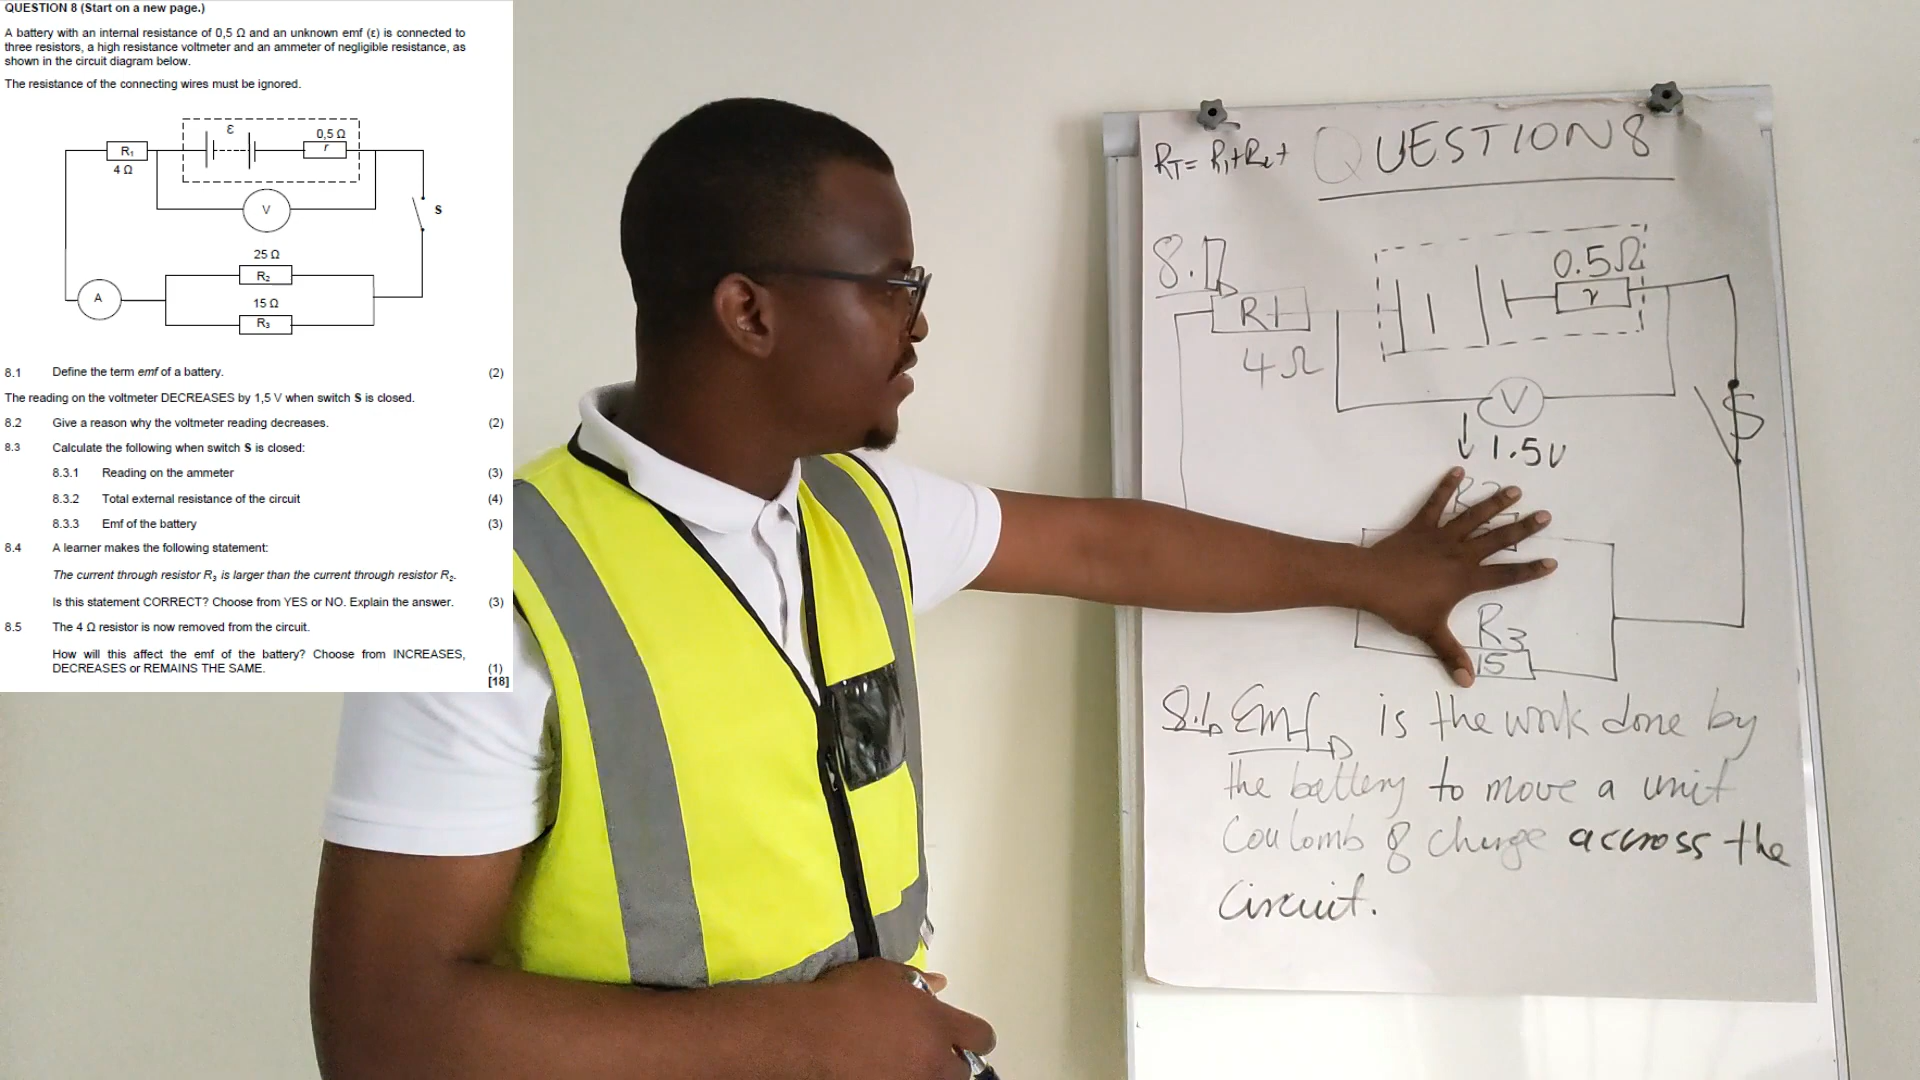 QUESTION 8 (Start on a new page.)
A battery with an internal resistance of 0,5 Ω and an unknown emf (ε) is connected to
three resistors, a high resistance voltmeter and an ammeter of negligible resistance, as
shown in the circuit diagram below.
The resistance of the connecting wires must be ignored.
ε
0,5 Ω
r
R₁
4 Ω
V
S
25 Ω
R₂
15 Ω
R₃
A
8.1 Define the term emf of a battery. (2)
The reading on the voltmeter DECREASES by 1,5 V when switch S is closed.
8.2 Give a reason why the voltmeter reading decreases. (2)
8.3 Calculate the following when switch S is closed:
8.3.1 Reading on the ammeter (3)
8.3.2 Total external resistance of the circuit (4)
8.3.3 Emf of the battery (3)
8.4 A learner makes the following statement:
The current through resistor R₃ is larger than the current through resistor R₂.
Is this statement CORRECT? Choose from YES or NO. Explain the answer. (3)
8.5 The 4 Ω resistor is now removed from the circuit.
How will this affect the emf of the battery? Choose from INCREASES,
DECREASES or REMAINS THE SAME. (1)
[18]
QUESTION 8
8.1
0.5Ω
r
R1
4Ω
V
S
↓ 1.5V
R3
15
8.1 Emf is the work done by
the battery to move a unit
Coulomb of charge accross the
Circuit.